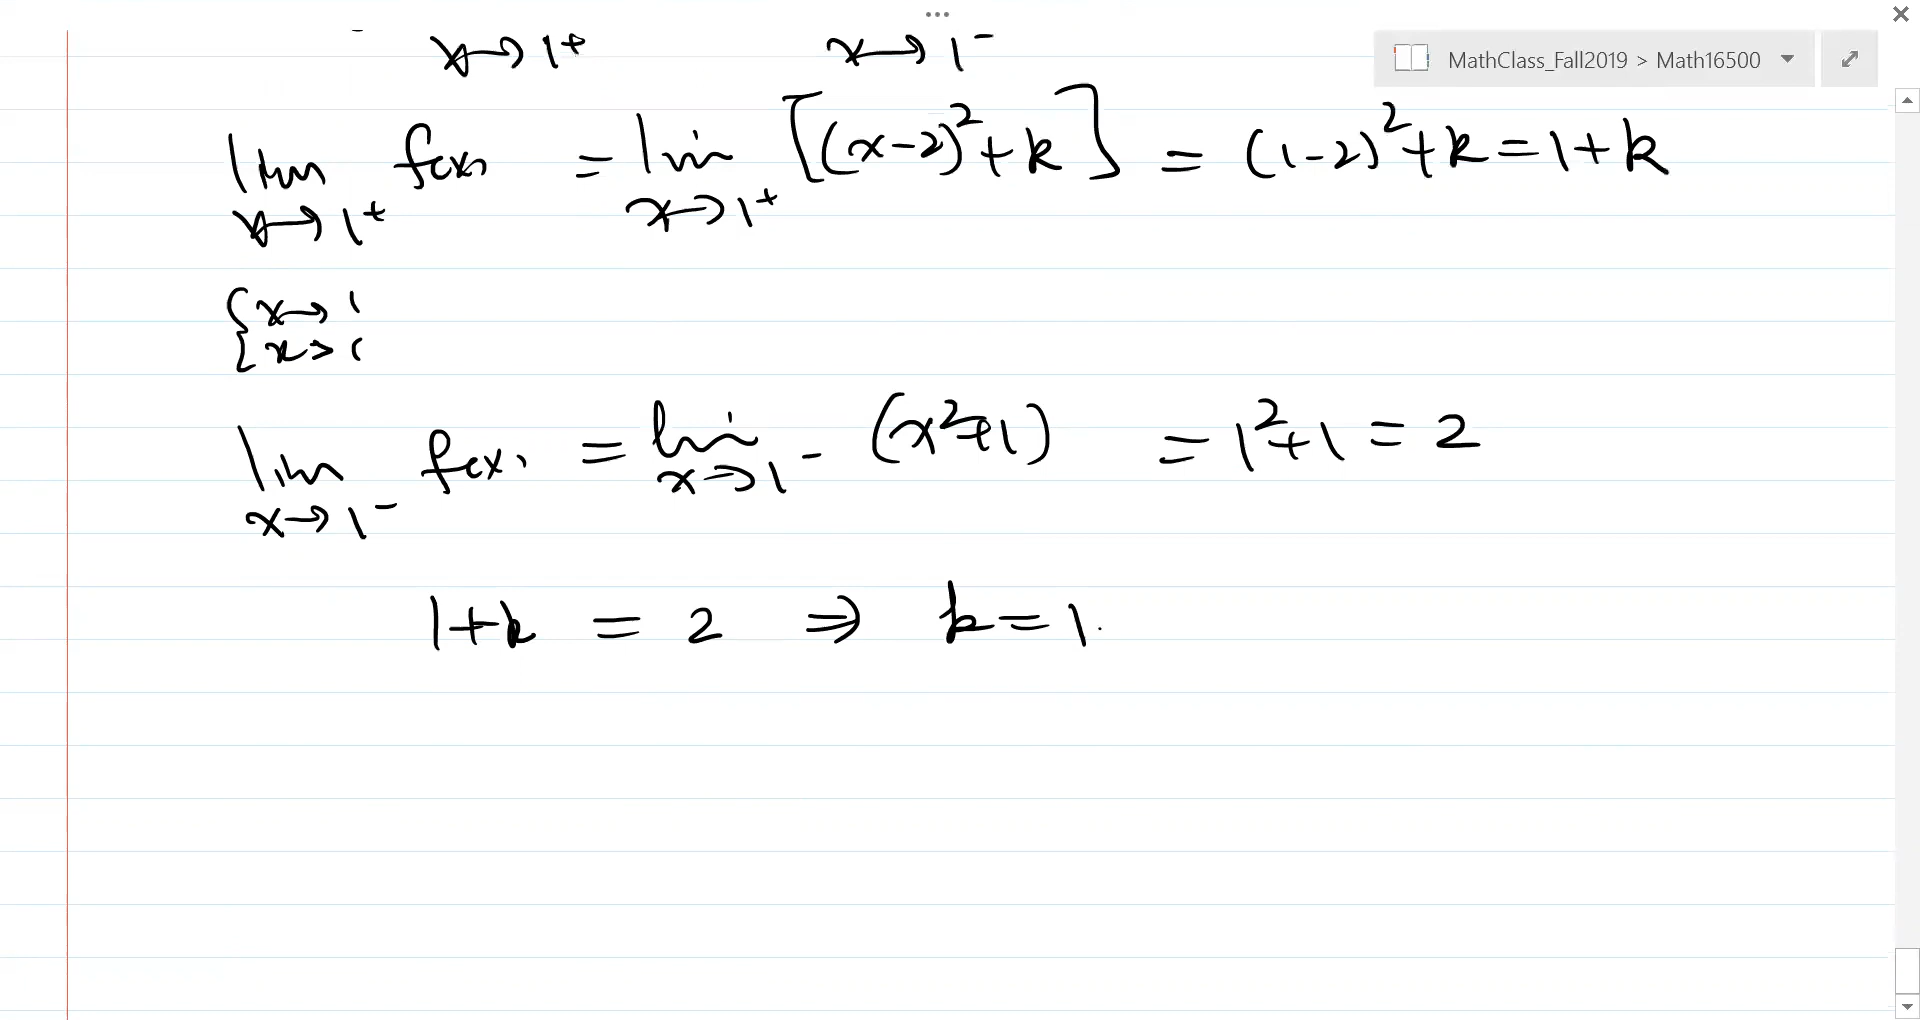 x→1⁺ x→1⁻
MathClass_Fall2019 > Math16500
lim f(x) = lim [(x-2)²+k] = (1-2)²+k=1+k
x→1⁺ x→1⁺
{x→1
x>1
lim f(x) = lim (x²+1) = 1²+1 = 2
x→1⁻ x→1⁻
1+k = 2 ⇒ k=1.